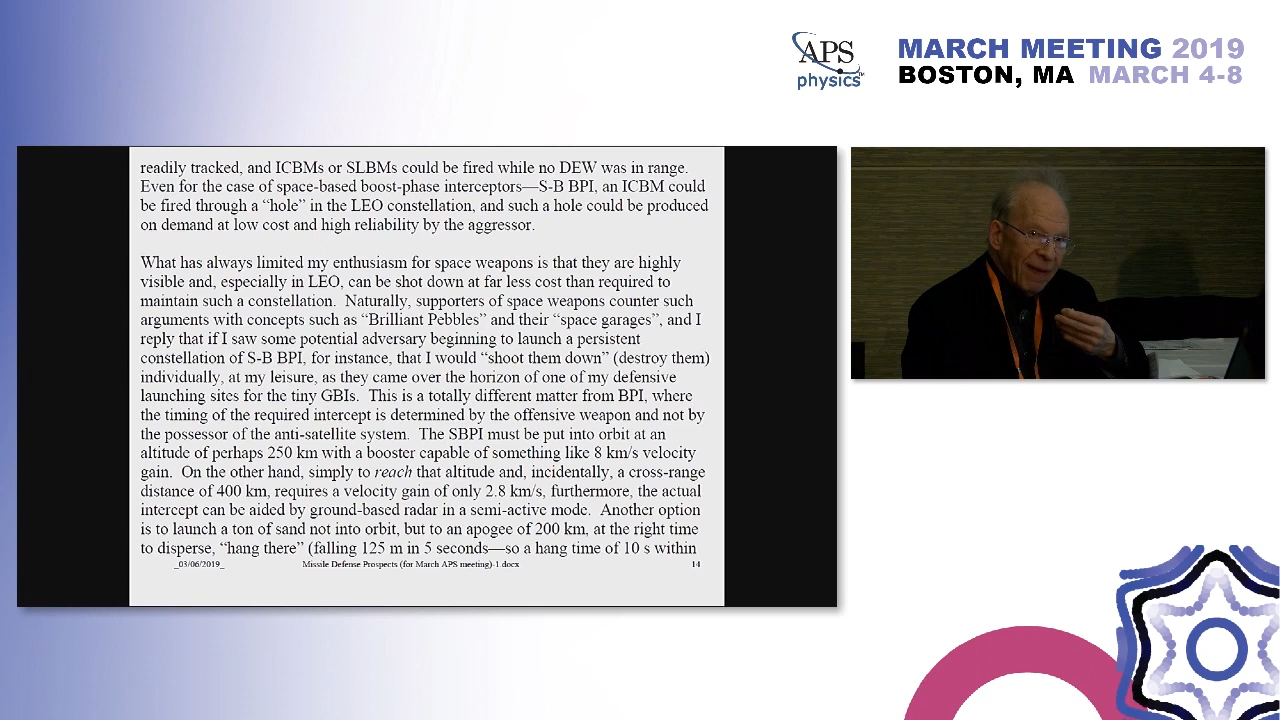 APS
physics™
MARCH MEETING 2019
BOSTON, MA MARCH 4-8
readily tracked, and ICBMs or SLBMs could be fired while no DEW was in range.
Even for the case of space-based boost-phase interceptors—S-B BPI, an ICBM could
be fired through a “hole” in the LEO constellation, and such a hole could be produced
on demand at low cost and high reliability by the aggressor.
What has always limited my enthusiasm for space weapons is that they are highly
visible and, especially in LEO, can be shot down at far less cost than required to
maintain such a constellation. Naturally, supporters of space weapons counter such
arguments with concepts such as “Brilliant Pebbles” and their “space garages”, and I
reply that if I saw some potential adversary beginning to launch a persistent
constellation of S-B BPI, for instance, that I would “shoot them down” (destroy them)
individually, at my leisure, as they came over the horizon of one of my defensive
launching sites for the tiny GBIs. This is a totally different matter from BPI, where
the timing of the required intercept is determined by the offensive weapon and not by
the possessor of the anti-satellite system. The SBPI must be put into orbit at an
altitude of perhaps 250 km with a booster capable of something like 8 km/s velocity
gain. On the other hand, simply to reach that altitude and, incidentally, a cross-range
distance of 400 km, requires a velocity gain of only 2.8 km/s, furthermore, the actual
intercept can be aided by ground-based radar in a semi-active mode. Another option
is to launch a ton of sand not into orbit, but to an apogee of 200 km, at the right time
to disperse, “hang there” (falling 125 m in 5 seconds—so a hang time of 10 s within
_03/06/2019_ Missile Defense Prospects (for March APS meeting)-1.docx 14